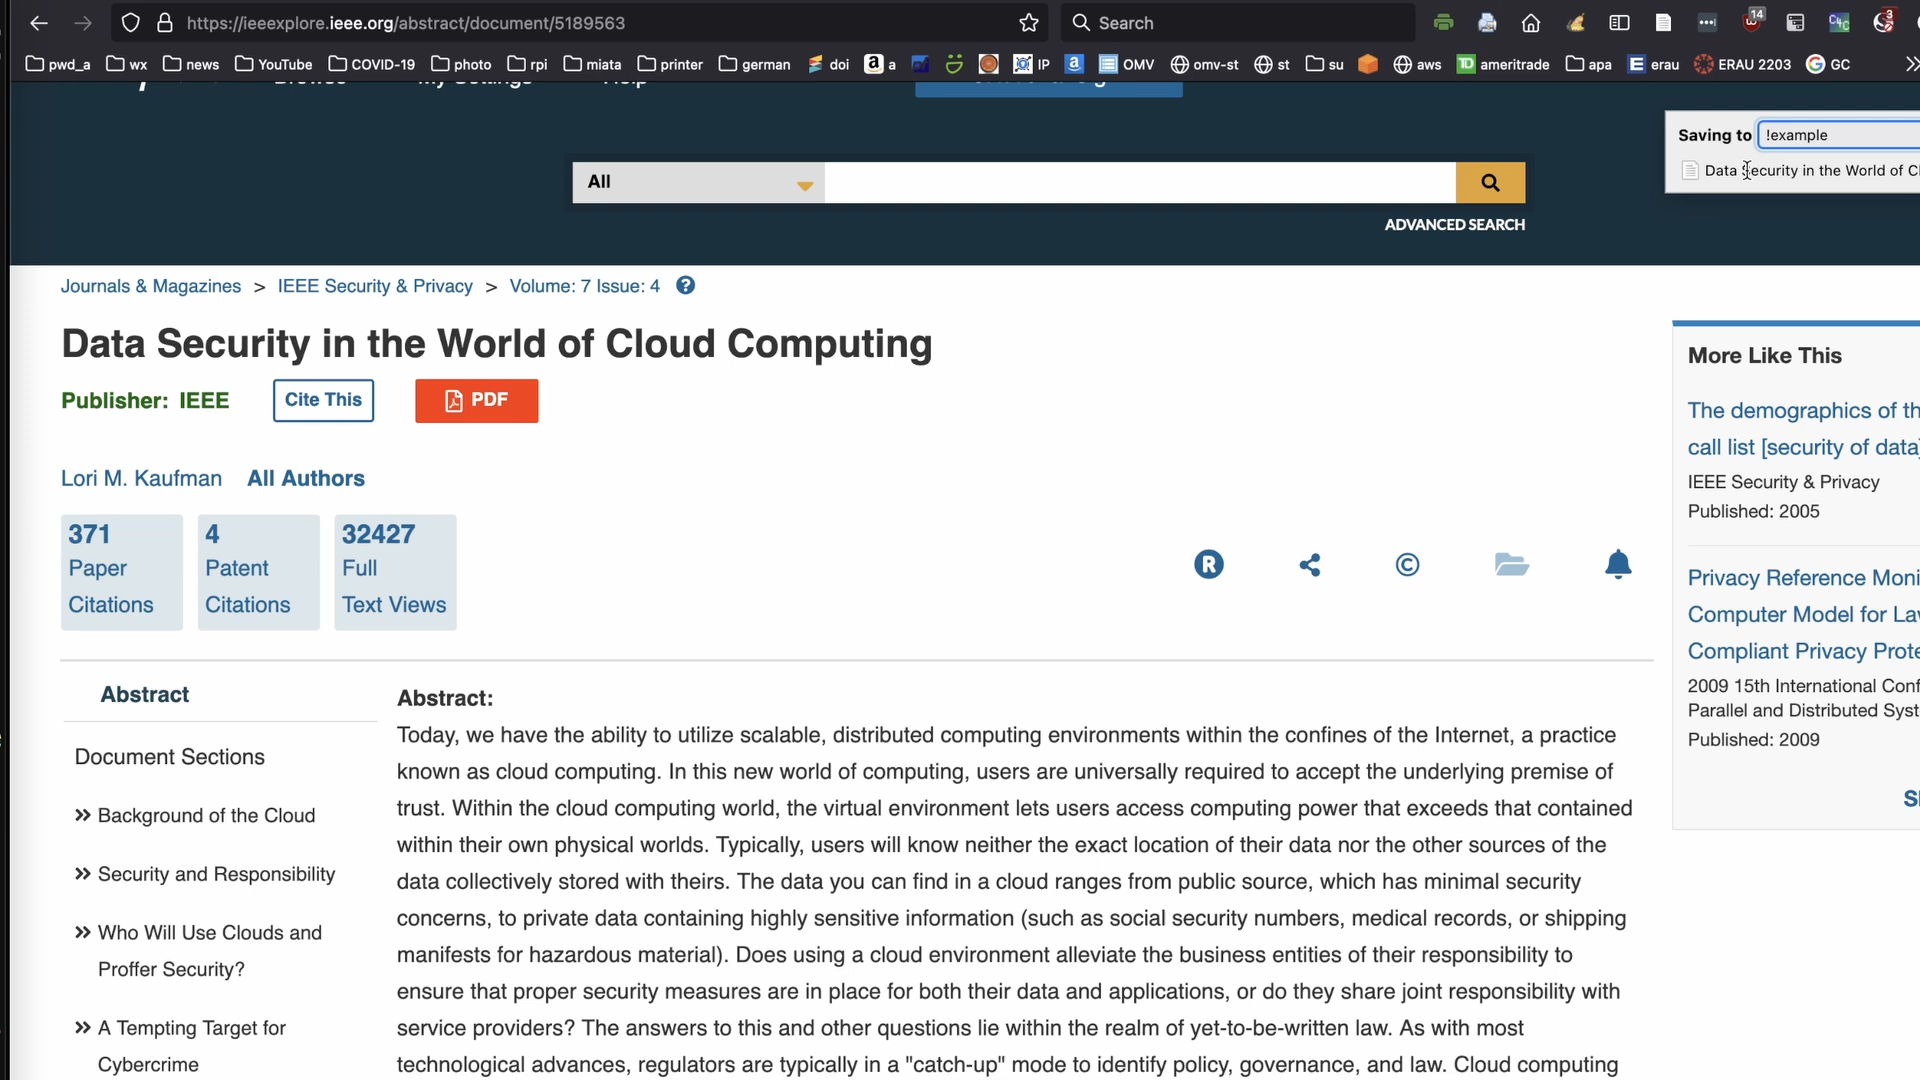 https://ieeexplore.ieee.org/abstract/document/5189563
Search
14
3
pwd_a wx news YouTube COVID-19 photo rpi miata printer german doi a IP OMV omv-st st su aws ameritrade apa erau ERAU 2203 GC
Saving to !example
Data Security in the World of Cl
All
ADVANCED SEARCH
Journals & Magazines > IEEE Security & Privacy > Volume: 7 Issue: 4
Data Security in the World of Cloud Computing
Publisher: IEEE Cite This PDF
Lori M. Kaufman All Authors
371
Paper
Citations
4
Patent
Citations
32427
Full
Text Views
Abstract
Document Sections
» Background of the Cloud
» Security and Responsibility
» Who Will Use Clouds and
Proffer Security?
» A Tempting Target for
Cybercrime
Abstract:
Today, we have the ability to utilize scalable, distributed computing environments within the confines of the Internet, a practice
known as cloud computing. In this new world of computing, users are universally required to accept the underlying premise of
trust. Within the cloud computing world, the virtual environment lets users access computing power that exceeds that contained
within their own physical worlds. Typically, users will know neither the exact location of their data nor the other sources of the
data collectively stored with theirs. The data you can find in a cloud ranges from public source, which has minimal security
concerns, to private data containing highly sensitive information (such as social security numbers, medical records, or shipping
manifests for hazardous material). Does using a cloud environment alleviate the business entities of their responsibility to
ensure that proper security measures are in place for both their data and applications, or do they share joint responsibility with
service providers? The answers to this and other questions lie within the realm of yet-to-be-written law. As with most
technological advances, regulators are typically in a "catch-up" mode to identify policy, governance, and law. Cloud computing
More Like This
The demographics of th
call list [security of data]
IEEE Security & Privacy
Published: 2005
Privacy Reference Moni
Computer Model for Law
Compliant Privacy Prote
2009 15th International Conf
Parallel and Distributed Syst
Published: 2009